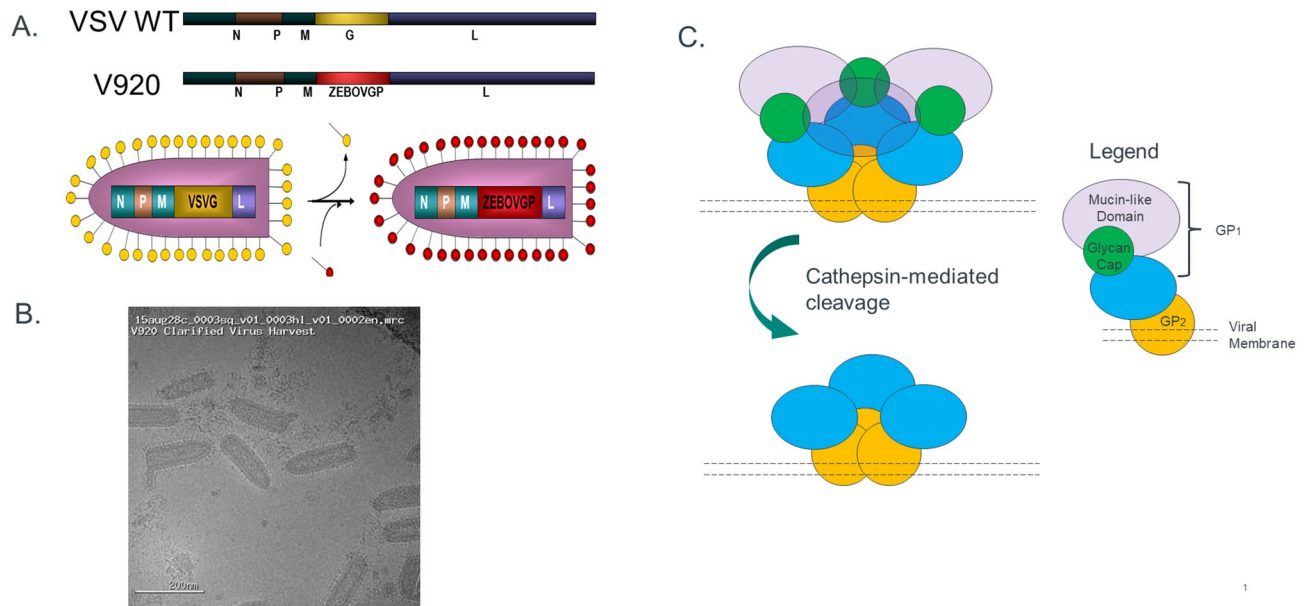 A.
VSV WT
N P M G L
V920
N P M ZEBOVGP L
N P M VSVG L
N P M ZEBOVGP L
B.
15aug28c_0003sq_v01_0003hl_v01_0002en.mrc
V920 Clarified Virus Harvest
200nm
C.
Cathepsin-mediated
cleavage
Legend
Mucin-like
Domain
Glycan
Cap
GP1
GP2
Viral
Membrane
1